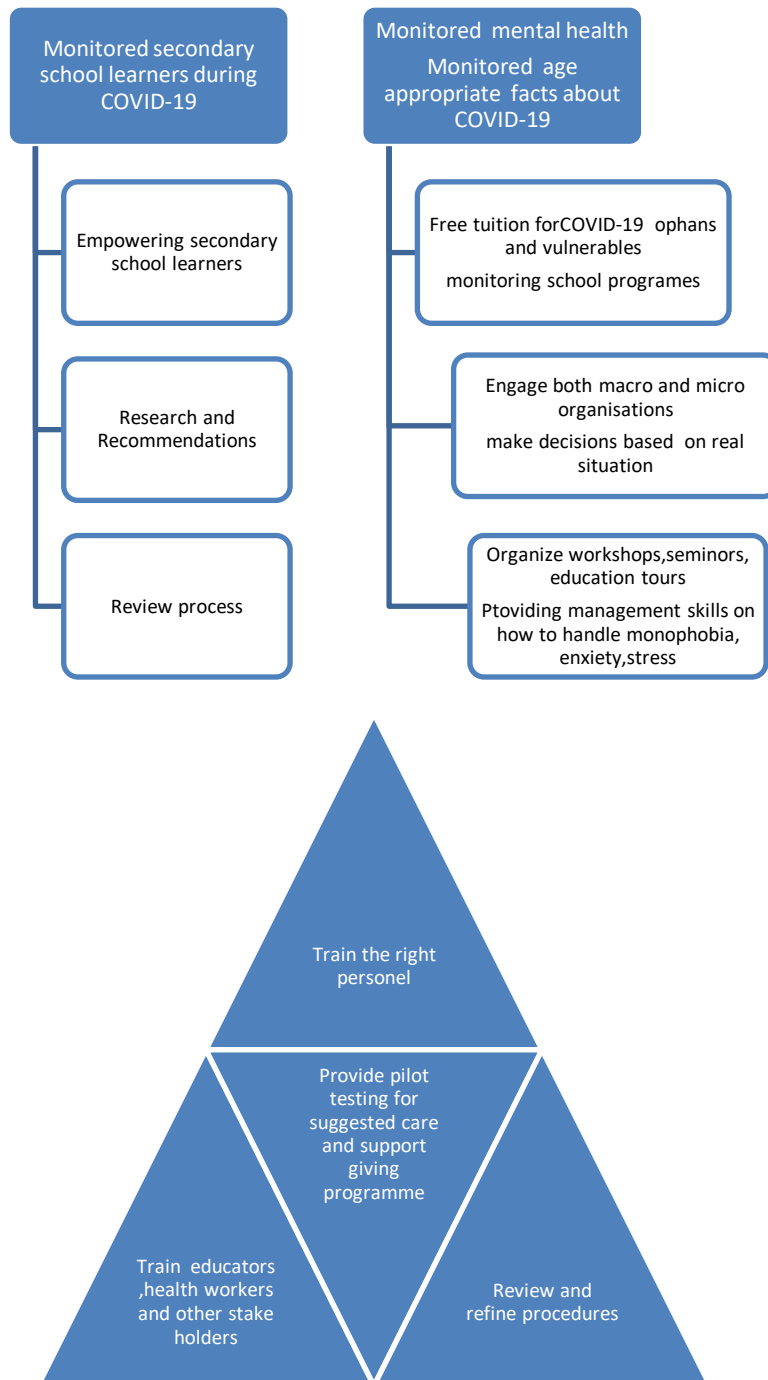 Monitored secondary
school learners during
COVID-19
Empowering secondary
school learners
Research and
Recommendations
Review process
Monitored mental health
Monitored age
appropriate facts about
COVID-19
Free tuition forCOVID-19 ophans
and vulnerables
monitoring school programes
Engage both macro and micro
organisations
make decisions based on real
situation
Organize workshops,seminors,
education tours
Ptoviding management skills on
how to handle monophobia,
enxiety,stress
Train the right
personel
Provide pilot
testing for
suggested care
and support
giving
programme
Train educators
,health workers
and other stake
holders
Review and
refine procedures